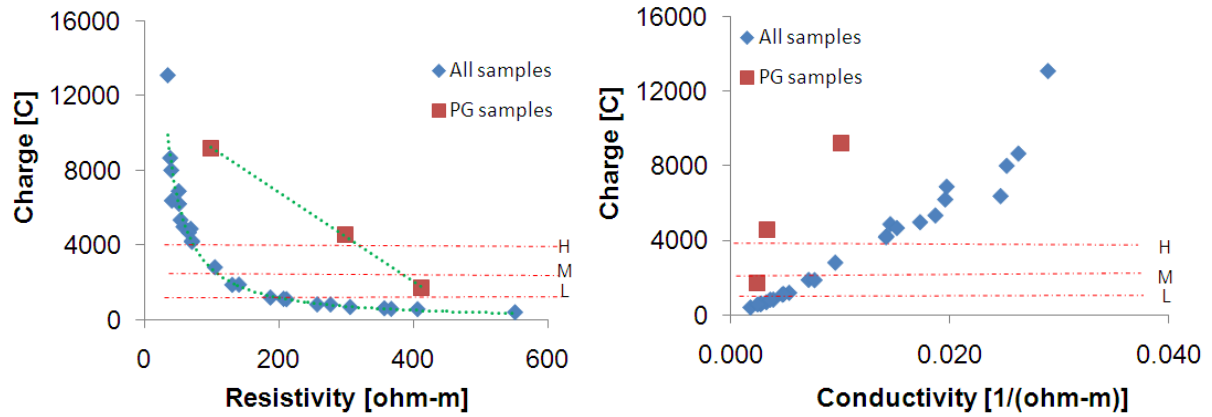 16000
12000
8000
4000
0
Charge [C]
All samples
PG samples
H
M
L
0
200
400
600
Resistivity [ohm-m]
16000
12000
8000
4000
0
Charge [C]
All samples
PG samples
H
M
L
0.000
0.020
0.040
Conductivity [1/(ohm-m)]